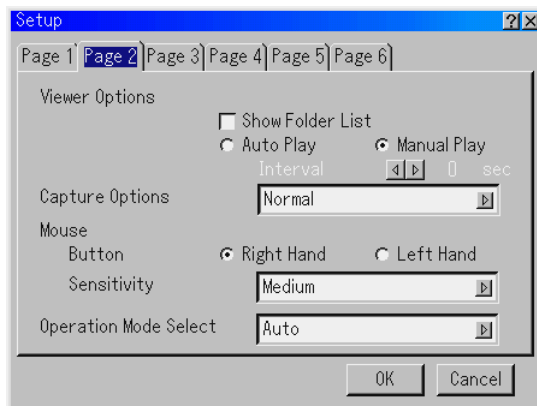 Setup
Page 1 Page 2 Page 3 Page 4 Page 5 Page 6
Viewer Options
Show Folder List
Auto Play Manual Play
Interval 0 sec
Capture Options Normal
Mouse
Button Right Hand Left Hand
Sensitivity Medium
Operation Mode Select Auto
OK Cancel